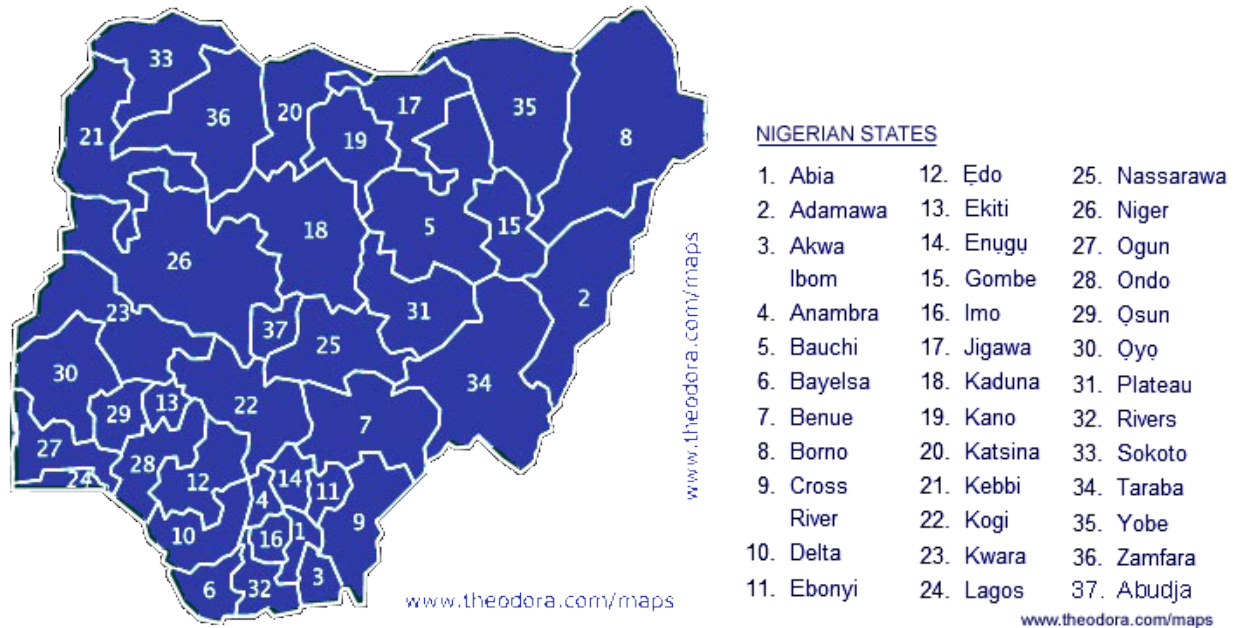 33
36
20
17
35
8
21
19
18
5
15
26
2
37
31
23
25
30
34
13
22
29
7
27
28
24
12
14
11
4
9
10
16
1
6
32
3
www.theodora.com/maps
www.theodora.com/maps
NIGERIAN STATES
1. Abia
2. Adamawa
3. Akwa
Ibom
4. Anambra
5. Bauchi
6. Bayelsa
7. Benue
8. Borno
9. Cross
River
10. Delta
11. Ebonyi
12. Ẹdo
13. Ekiti
14. Enụgụ
15. Gombe
16. Imo
17. Jigawa
18. Kaduna
19. Kano
20. Katsina
21. Kebbi
22. Kogi
23. Kwara
24. Lagos
25. Nassarawa
26. Niger
27. Ogun
28. Ondo
29. Ọsun
30. Ọyọ
31. Plateau
32. Rivers
33. Sokoto
34. Taraba
35. Yobe
36. Zamfara
37. Abudja
www.theodora.com/maps